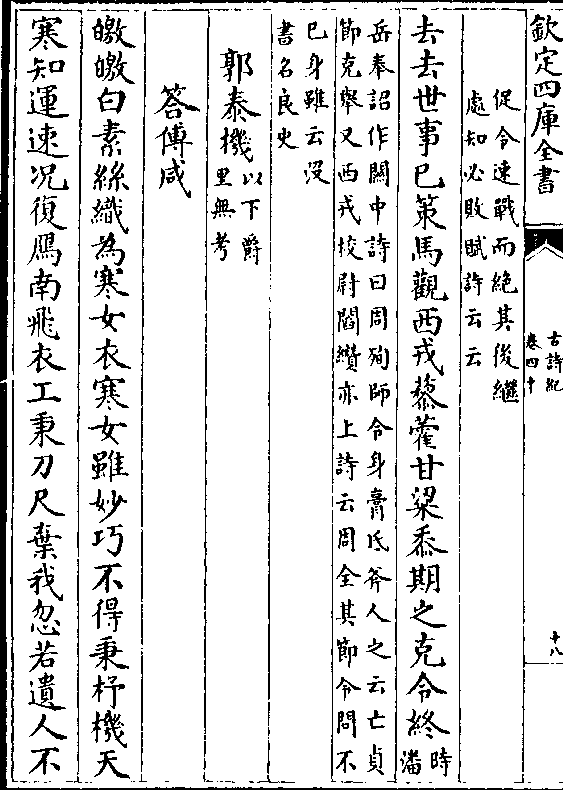 欽定四庫全書
古詩紀
卷四十
十八
促令速戰而絶其後繼
處知必敗賦詩云云
去去世事已策馬觀西戎藜藿甘粱黍期之克令終
時
潘
岳奉詔作關中詩曰周殉師令身膏氐斧人之云亡貞
節克舉又西戎校尉閻纘亦上詩云周全其節令問不
已身雖云没
書名良史
郭泰機
以下爵
里無考
答傅咸
皦皦白素絲織為寒女衣寒女雖妙巧不得秉杼機天
寒知運速况復鴈南飛衣工秉刀尺棄我忽若遺人不